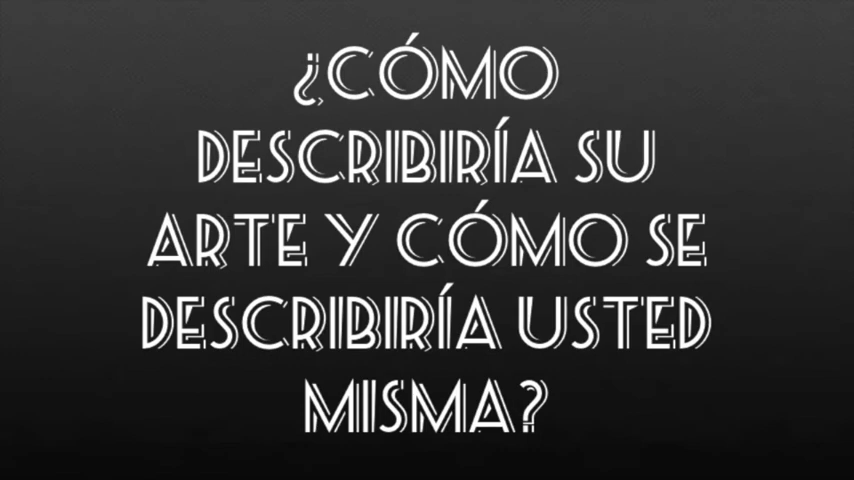 ¿CÓMO
DESCRIBIRÍA SU
ARTE Y CÓMO SE
DESCRIBIRÍA USTED
MISMA?